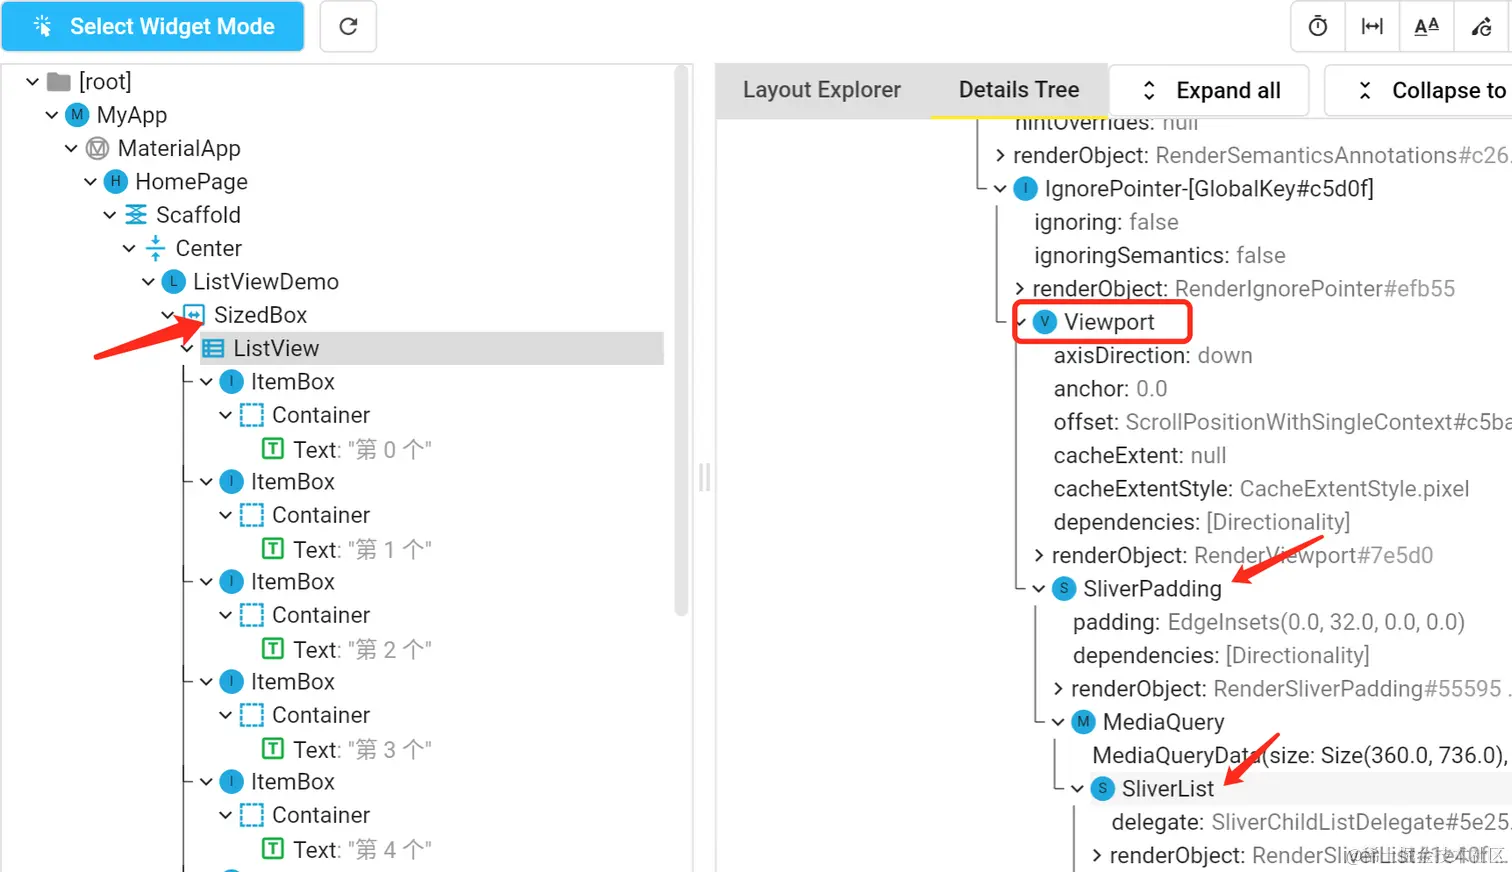 Select Widget Mode
[root]
MyApp
MaterialApp
HomePage
Scaffold
Center
ListViewDemo
SizedBox
ListView
ItemBox
Container
Text: "第 0 个"
ItemBox
Container
Text: "第 1 个"
ItemBox
Container
Text: "第 2 个"
ItemBox
Container
Text: "第 3 个"
ItemBox
Container
Text: "第 4 个"
Layout Explorer
Details Tree
Expand all
Collapse to
hintOverrides: null
renderObject: RenderSemanticsAnnotations#c26.
IgnorePointer-[GlobalKey#c5d0f]
ignoring: false
ignoringSemantics: false
renderObject: RenderIgnorePointer#efb55
Viewport
axisDirection: down
anchor: 0.0
offset: ScrollPositionWithSingleContext#c5ba
cacheExtent: null
cacheExtentStyle: CacheExtentStyle.pixel
dependencies: [Directionality]
renderObject: RenderViewport#7e5d0
SliverPadding
padding: EdgeInsets(0.0, 32.0, 0.0, 0.0)
dependencies: [Directionality]
renderObject: RenderSliverPadding#55595 .
MediaQuery
MediaQueryData(size: Size(360.0, 736.0),
SliverList
delegate: SliverChildListDelegate#5e25.
renderObject: RenderSliverList#1e40f...